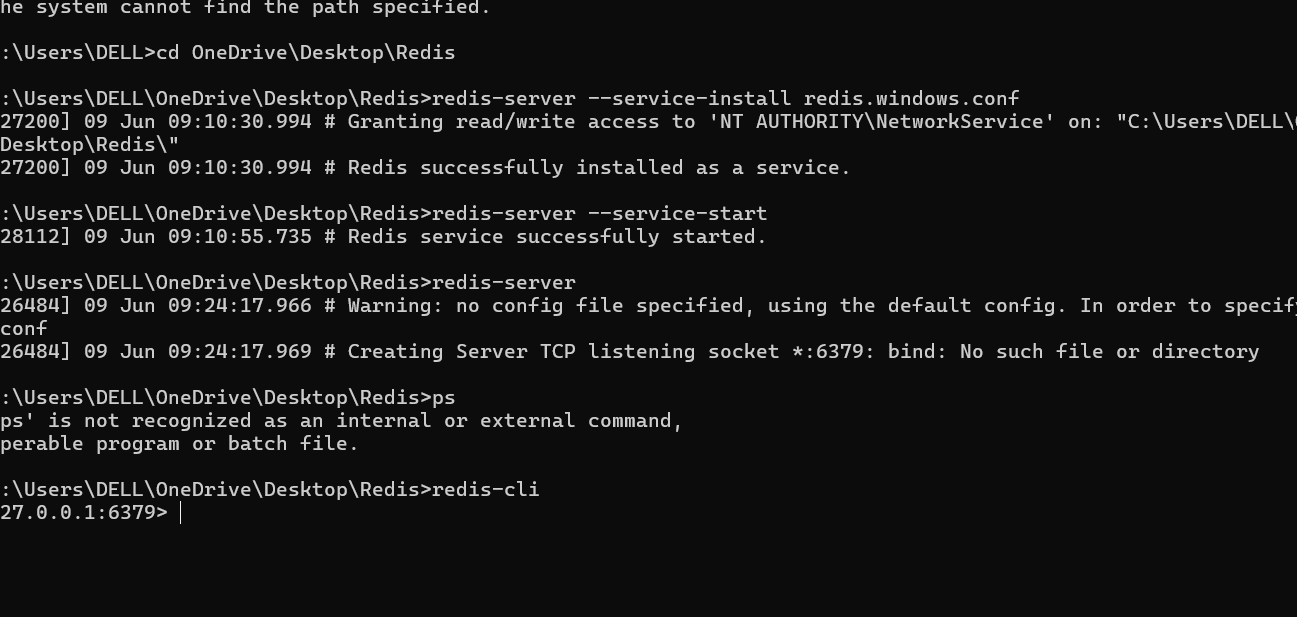 he system cannot find the path specified.
:\Users\DELL>cd OneDrive\Desktop\Redis
:\Users\DELL\OneDrive\Desktop\Redis>redis-server --service-install redis.windows.conf
27200] 09 Jun 09:10:30.994 # Granting read/write access to 'NT AUTHORITY\NetworkService' on: "C:\Users\DELL\
Desktop\Redis\"
27200] 09 Jun 09:10:30.994 # Redis successfully installed as a service.
:\Users\DELL\OneDrive\Desktop\Redis>redis-server --service-start
28112] 09 Jun 09:10:55.735 # Redis service successfully started.
:\Users\DELL\OneDrive\Desktop\Redis>redis-server
26484] 09 Jun 09:24:17.966 # Warning: no config file specified, using the default config. In order to specify
conf
26484] 09 Jun 09:24:17.969 # Creating Server TCP listening socket *:6379: bind: No such file or directory
:\Users\DELL\OneDrive\Desktop\Redis>ps
ps' is not recognized as an internal or external command,
perable program or batch file.
:\Users\DELL\OneDrive\Desktop\Redis>redis-cli
27.0.0.1:6379>